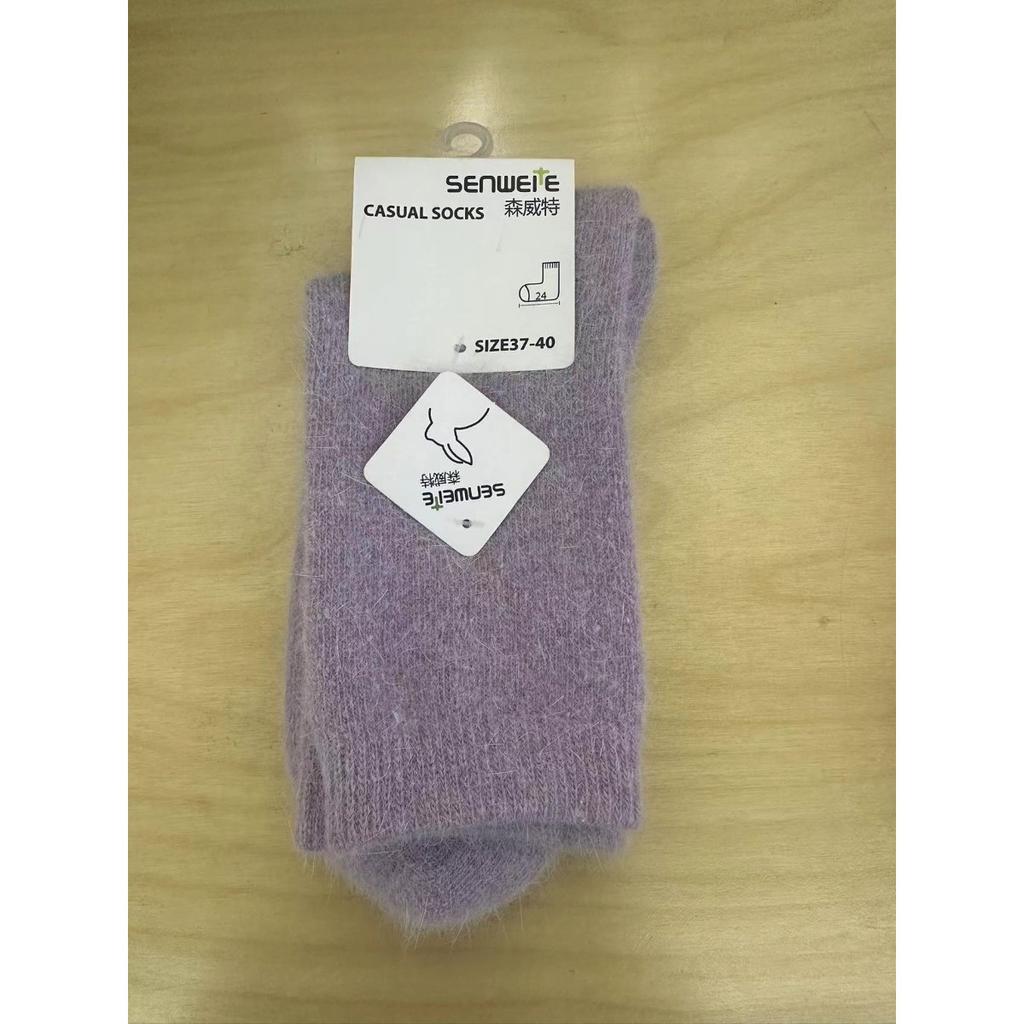 SENWEITE
CASUAL SOCKS 森威特
24
SIZE37-40
森威特
SENWEITE